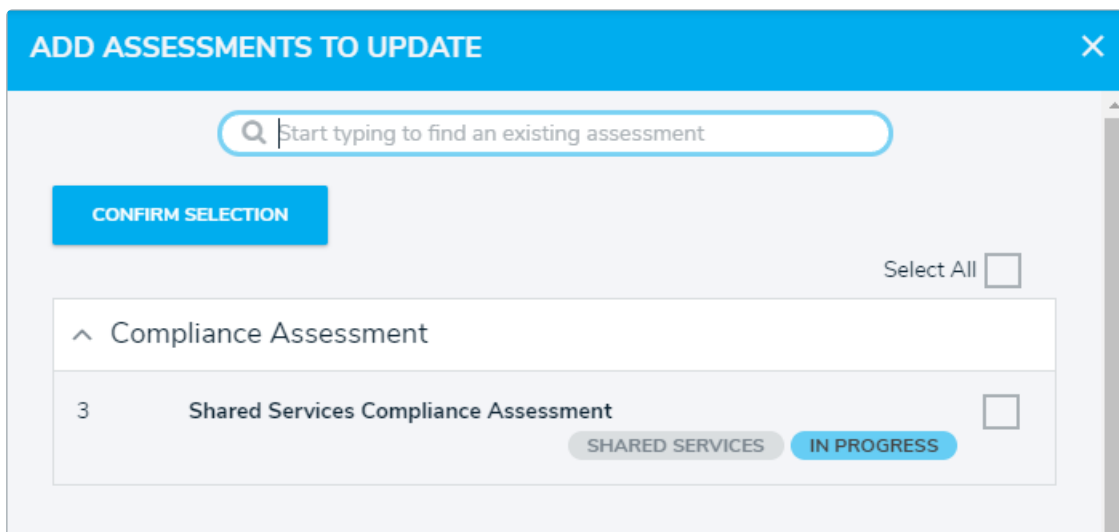 ADD ASSESSMENTS TO UPDATE
Start typing to find an existing assessment
CONFIRM SELECTION
Select All
Compliance Assessment
3 Shared Services Compliance Assessment
SHARED SERVICES IN PROGRESS